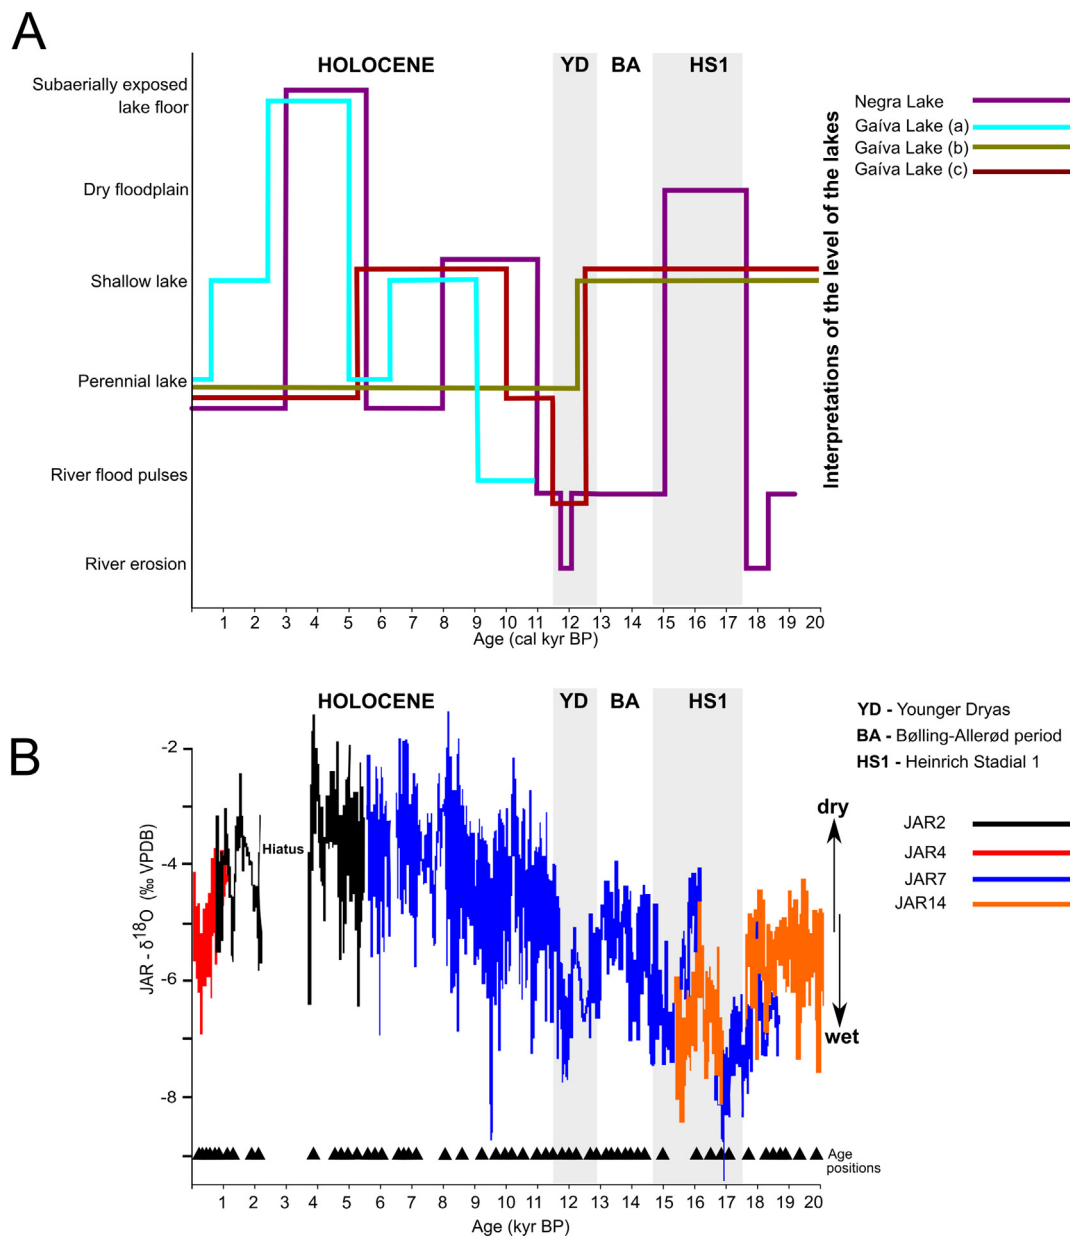 A
HOLOCENE
YD
BA
HS1
Subaerially exposed
lake floor
Dry floodplain
Shallow lake
Perennial lake
River flood pulses
River erosion
Interpretations of the level of the lakes
Negra Lake
Gaíva Lake (a)
Gaíva Lake (b)
Gaíva Lake (c)
1 2 3 4 5 6 7 8 9 10 11 12 13 14 15 16 17 18 19 20
Age (cal kyr BP)
B
HOLOCENE
YD
BA
HS1
YD - Younger Dryas
BA - Bølling-Allerød period
HS1 - Heinrich Stadial 1
JAR - δ18O (‰ VPDB)
-2
-4
-6
-8
Hiatus
dry
wet
JAR2
JAR4
JAR7
JAR14
Age
positions
1 2 3 4 5 6 7 8 9 10 11 12 13 14 15 16 17 18 19 20
Age (kyr BP)